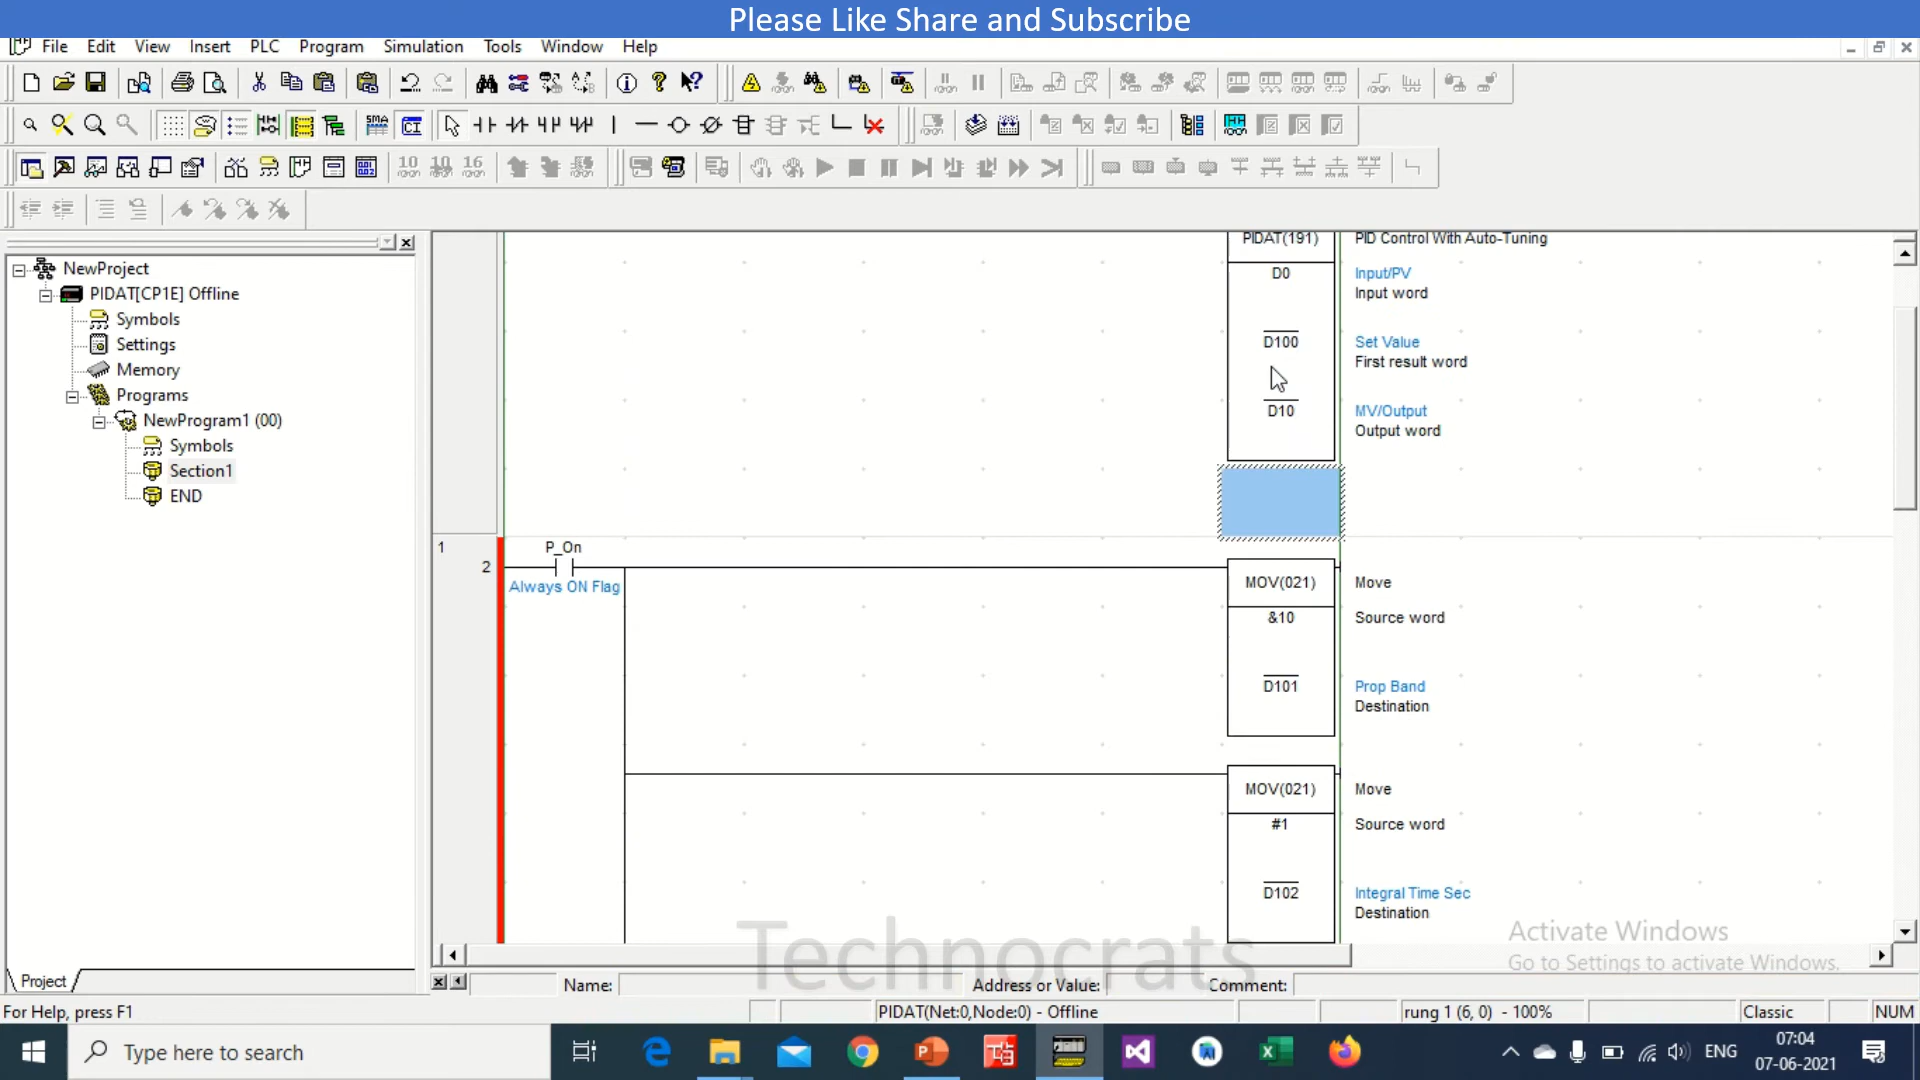 Please Like Share and Subscribe
File Edit View Insert PLC Program Simulation Tools Window Help
NewProject
PIDAT[CP1E] Offline
Symbols
Settings
Memory
Programs
NewProgram1 (00)
Symbols
Section1
END
Project
PIDAT(191) PID Control With Auto-Tuning
D0 Input/PV
Input word
D100 Set Value
First result word
D10 MV/Output
Output word
1
2
P_On
Always ON Flag
MOV(021) Move
&10 Source word
D101 Prop Band
Destination
MOV(021) Move
#1 Source word
D102 Integral Time Sec
Destination
Technocrats
Activate Windows
Go to Settings to activate Windows.
Name: Address or Value: Comment:
For Help, press F1
PIDAT(Net:0,Node:0) - Offline
rung 1 (6, 0) - 100%
Classic
NUM
Type here to search
ENG
07:04
07-06-2021